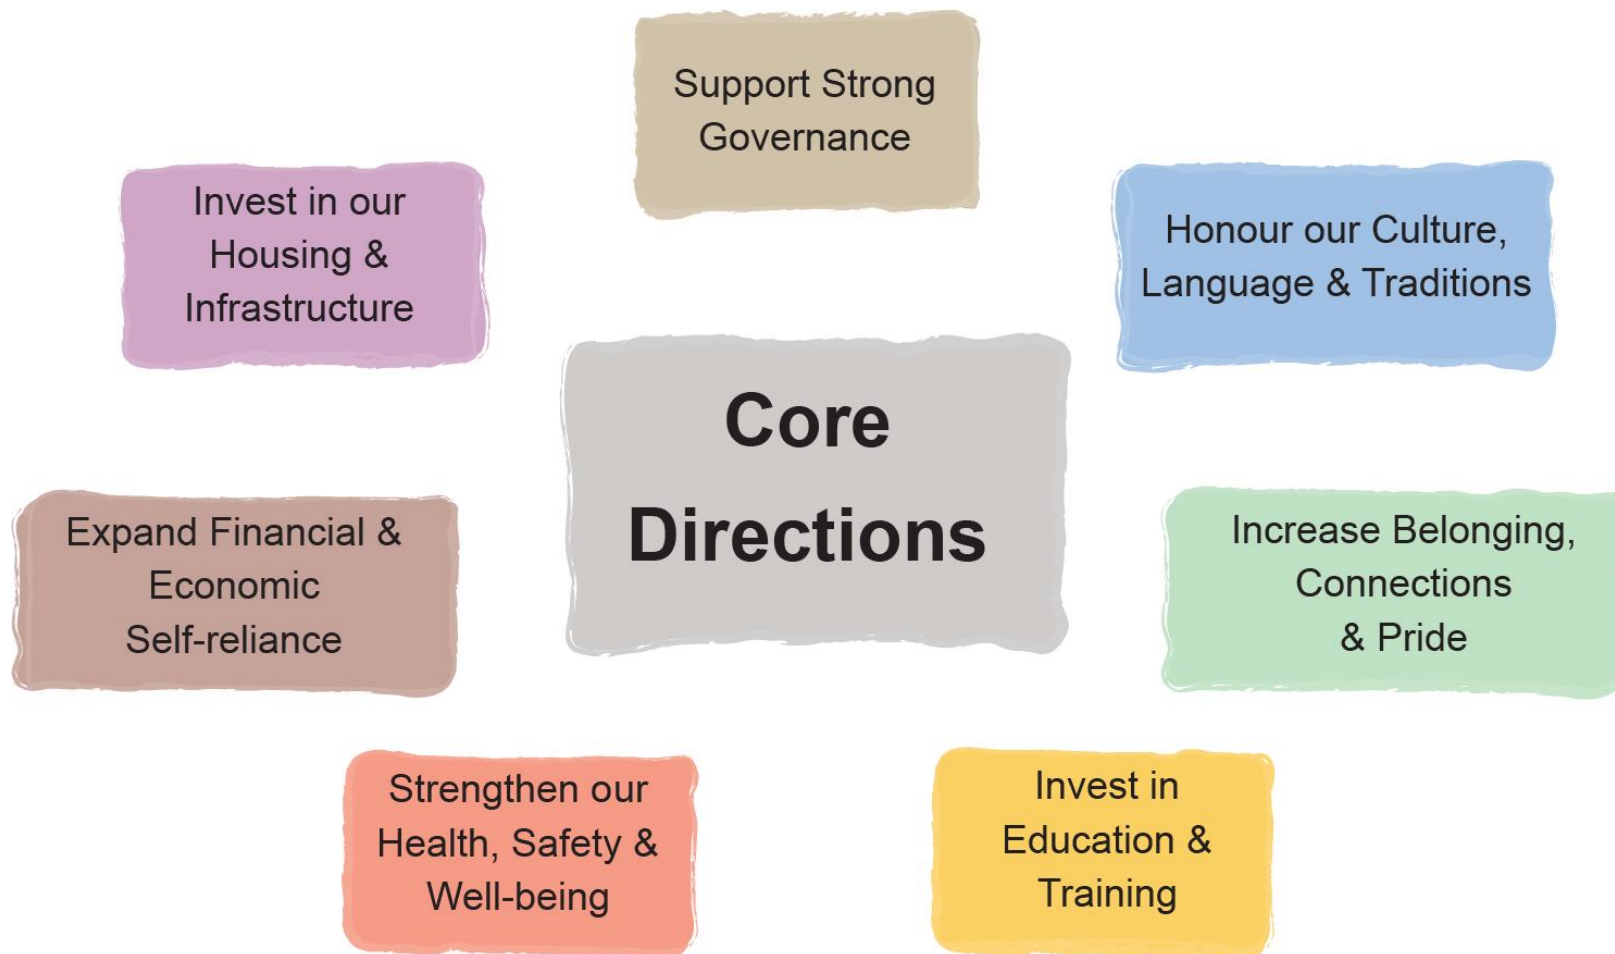 Support Strong
Governance
Invest in our
Housing &
Infrastructure
Honour our Culture,
Language & Traditions
Core
Directions
Expand Financial &
Economic
Self-reliance
Increase Belonging,
Connections
& Pride
Strengthen our
Health, Safety &
Well-being
Invest in
Education &
Training